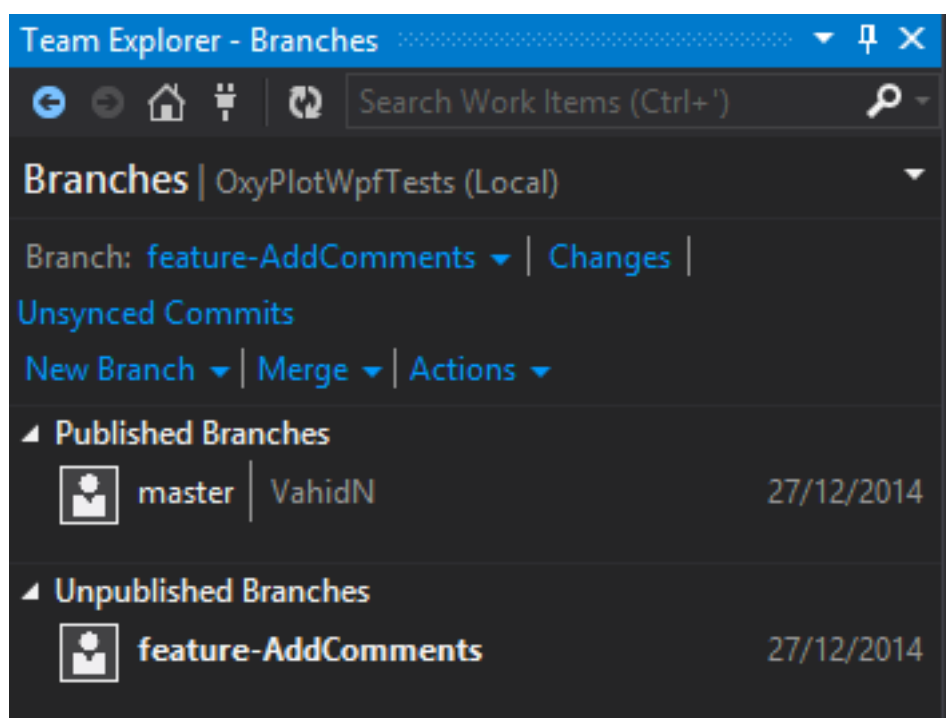 Team Explorer - Branches
Search Work Items (Ctrl+')
Branches | OxyPlotWpfTests (Local)
Branch: feature-AddComments | Changes |
Unsynced Commits
New Branch | Merge | Actions
Published Branches
master | VahidN 27/12/2014
Unpublished Branches
feature-AddComments 27/12/2014